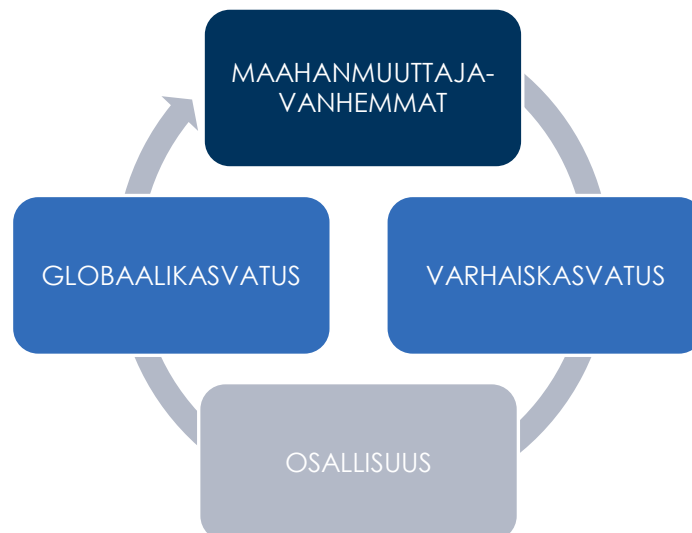 MAAHANMUUTTAJA-
VANHEMMAT
GLOBAALIKASVATUS
VARHAISKASVATUS
OSALLISUUS